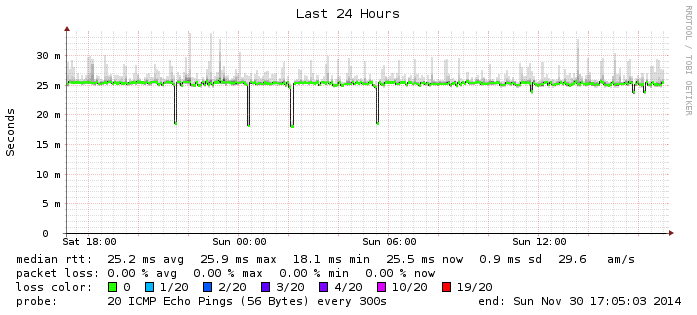 Last 24 Hours
RRDTOOL / TOBI OETIKER
Seconds
30 m
25 m
20 m
15 m
10 m
5 m
0
Sat 18:00 Sun 00:00 Sun 06:00 Sun 12:00
median rtt: 25.2 ms avg 25.9 ms max 18.1 ms min 25.5 ms now 0.9 ms sd 29.6 am/s
packet loss: 0.00 % avg 0.00 % max 0.00 % min 0.00 % now
loss color: 0 1/20 2/20 3/20 4/20 10/20 19/20
probe: 20 ICMP Echo Pings (56 Bytes) every 300s end: Sun Nov 30 17:05:03 2014